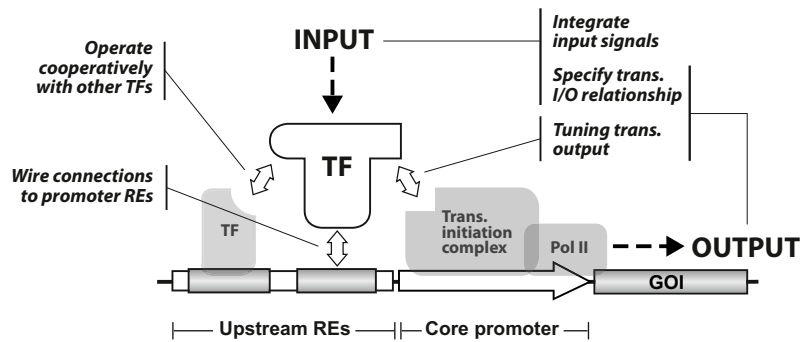 INPUT
Integrate
input signals
Operate
cooperatively
with other TFs
Specify trans.
I/O relationship
Tuning trans.
output
TF
Wire connections
to promoter REs
TF
Trans.
initiation
complex
Pol II
OUTPUT
GOI
Upstream REs
Core promoter